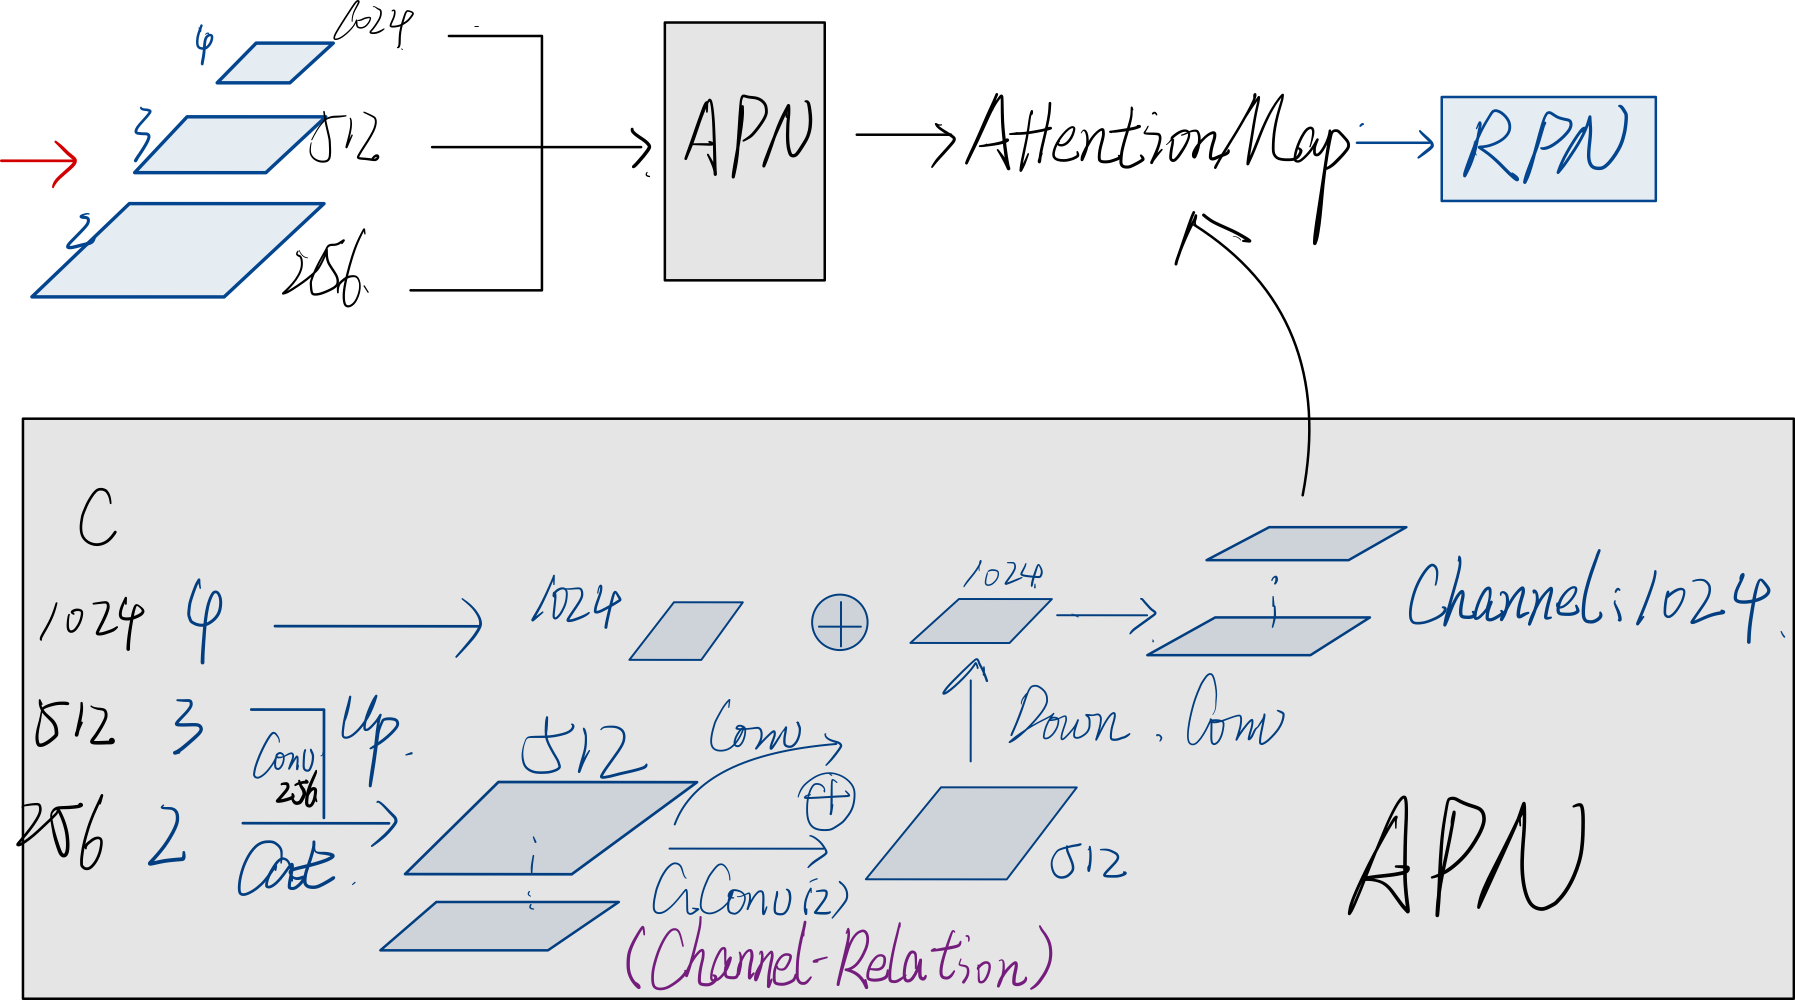 4 1024
3 512
2 256
APN
AttentionMap
RPN
C
1024 4
512 3
256 2
Conv
256
Up.
Cat.
1024
512
Conv
G.Conv(2)
(Channel-Relation)
512
Down. Conv
1024
Channel: 1024
APN